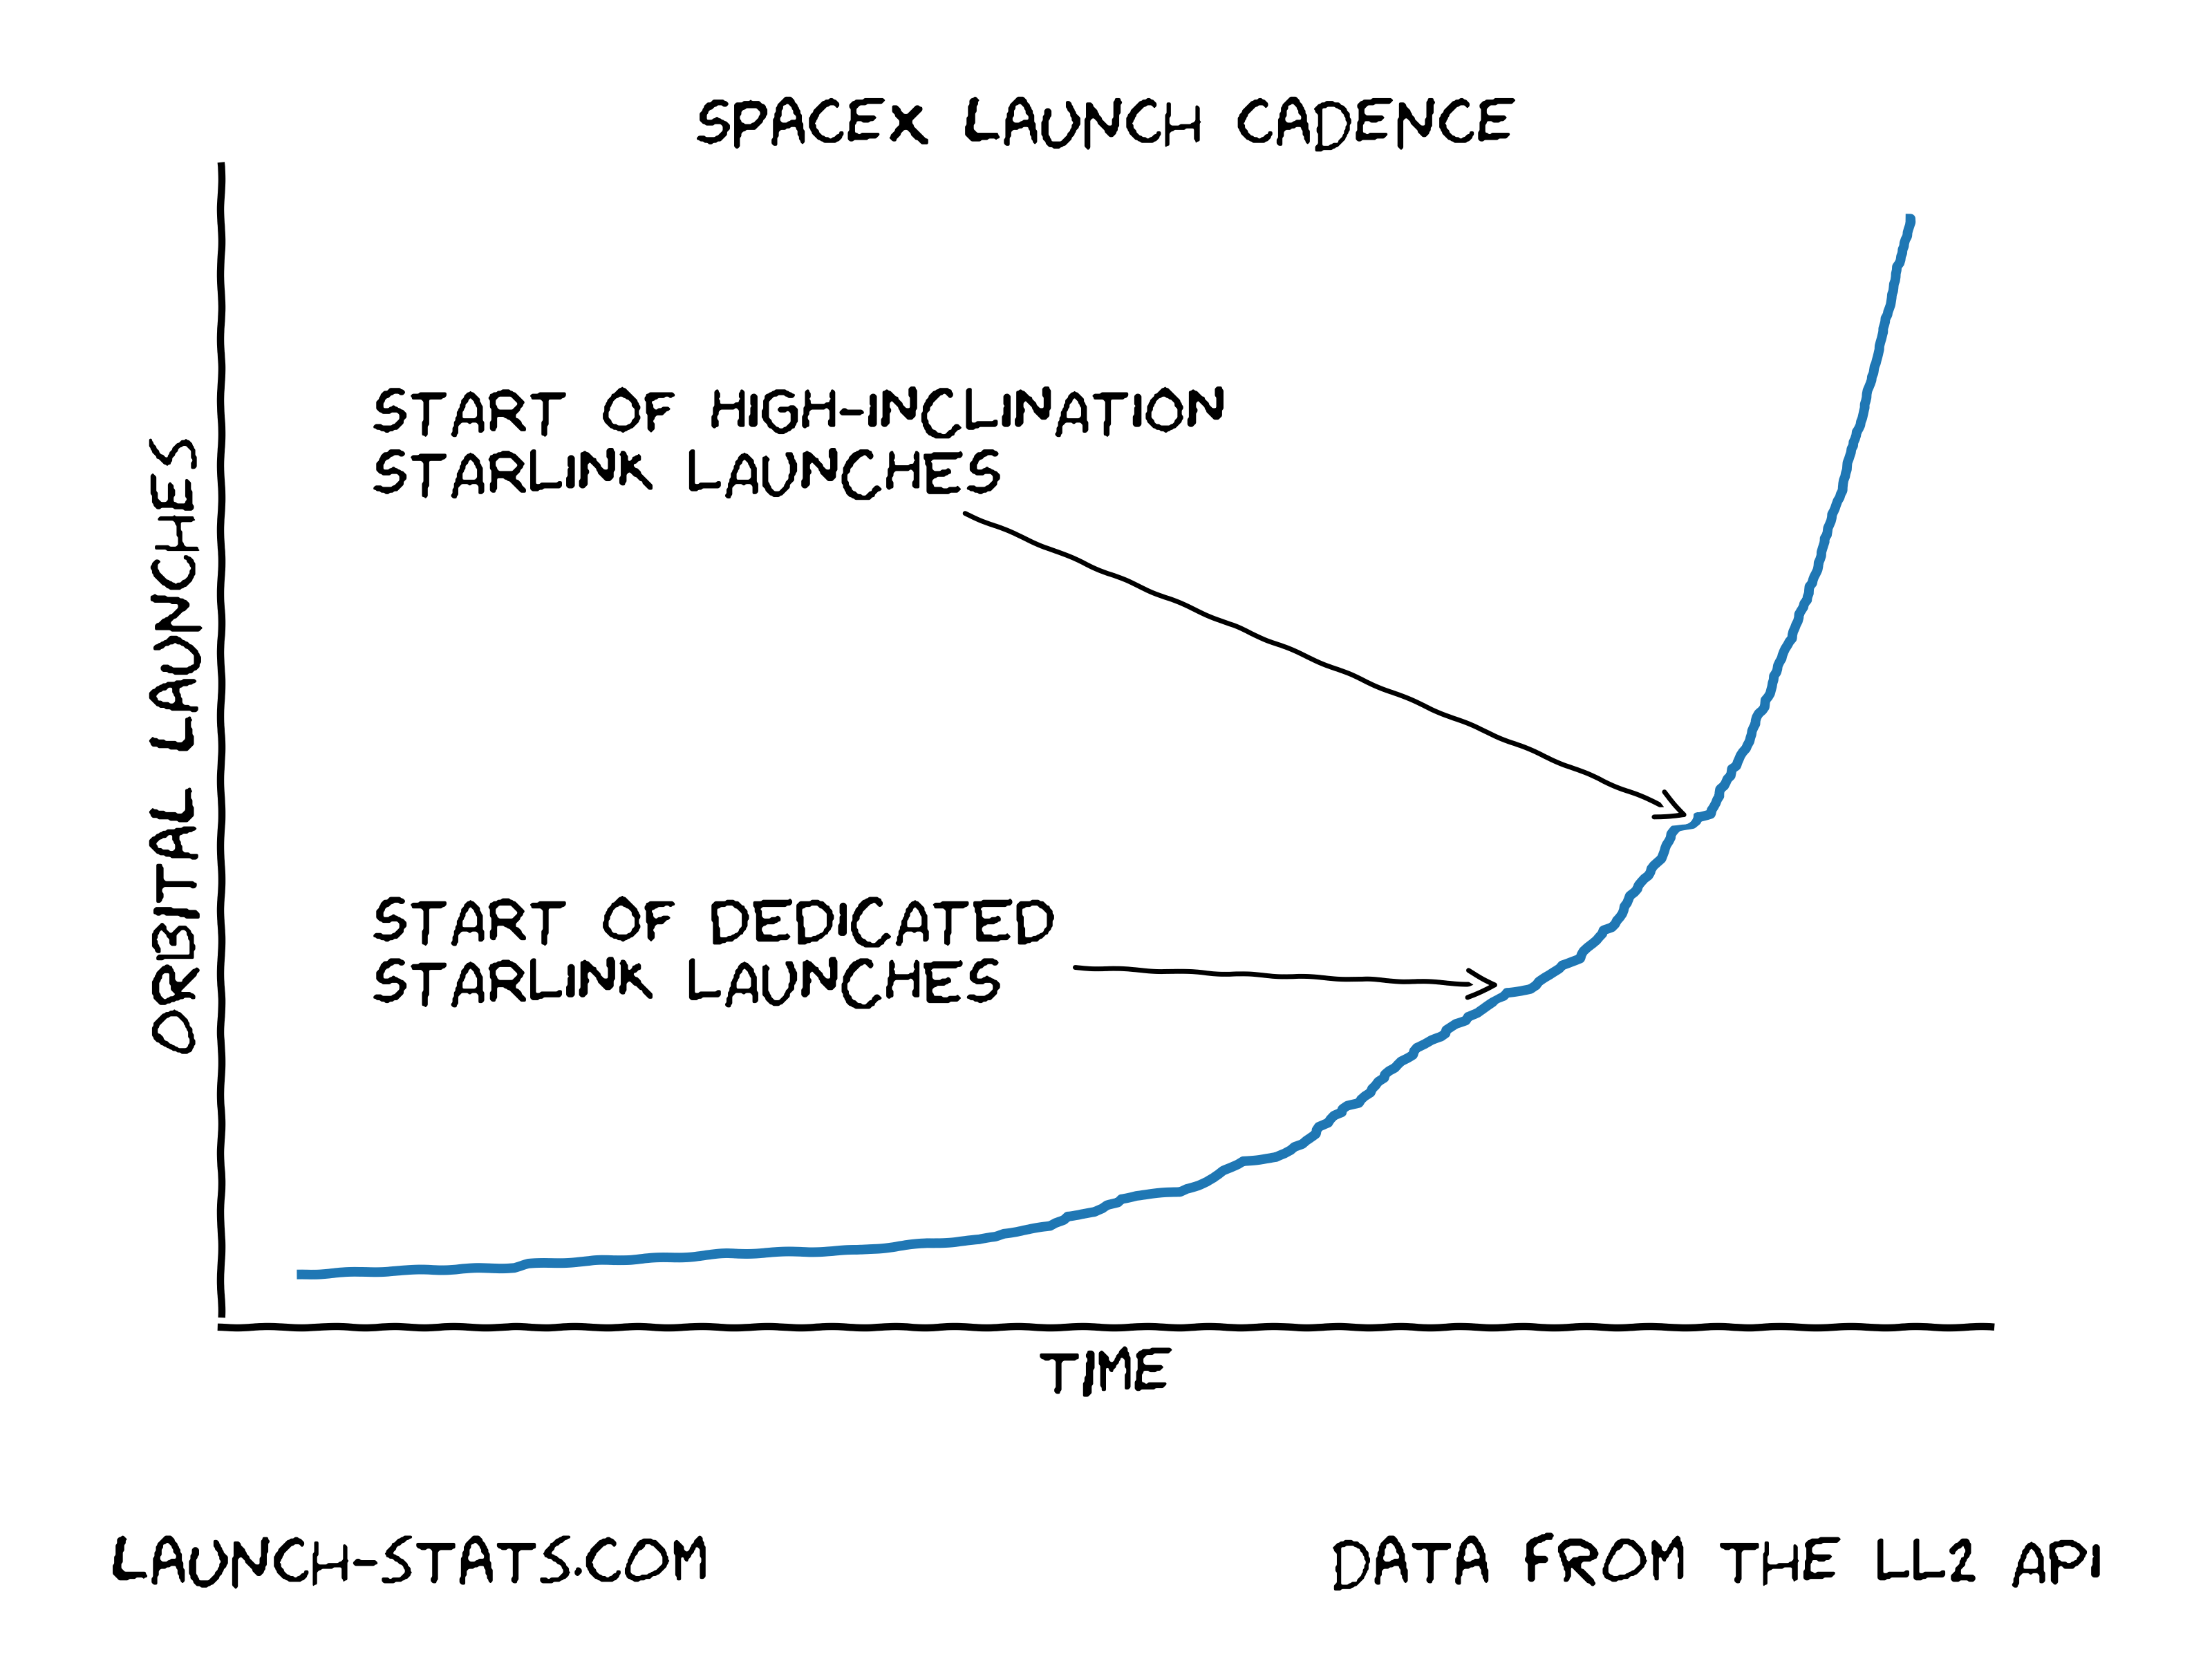 SPACEX LAUNCH CADENCE
START OF HIGH-INCLINATION
STARLINK LAUNCHES
ORBITAL LAUNCHES
START OF DEDICATED
STARLINK LAUNCHES
TIME
LAUNCH-STATS.COM
DATA FROM THE LL2 API